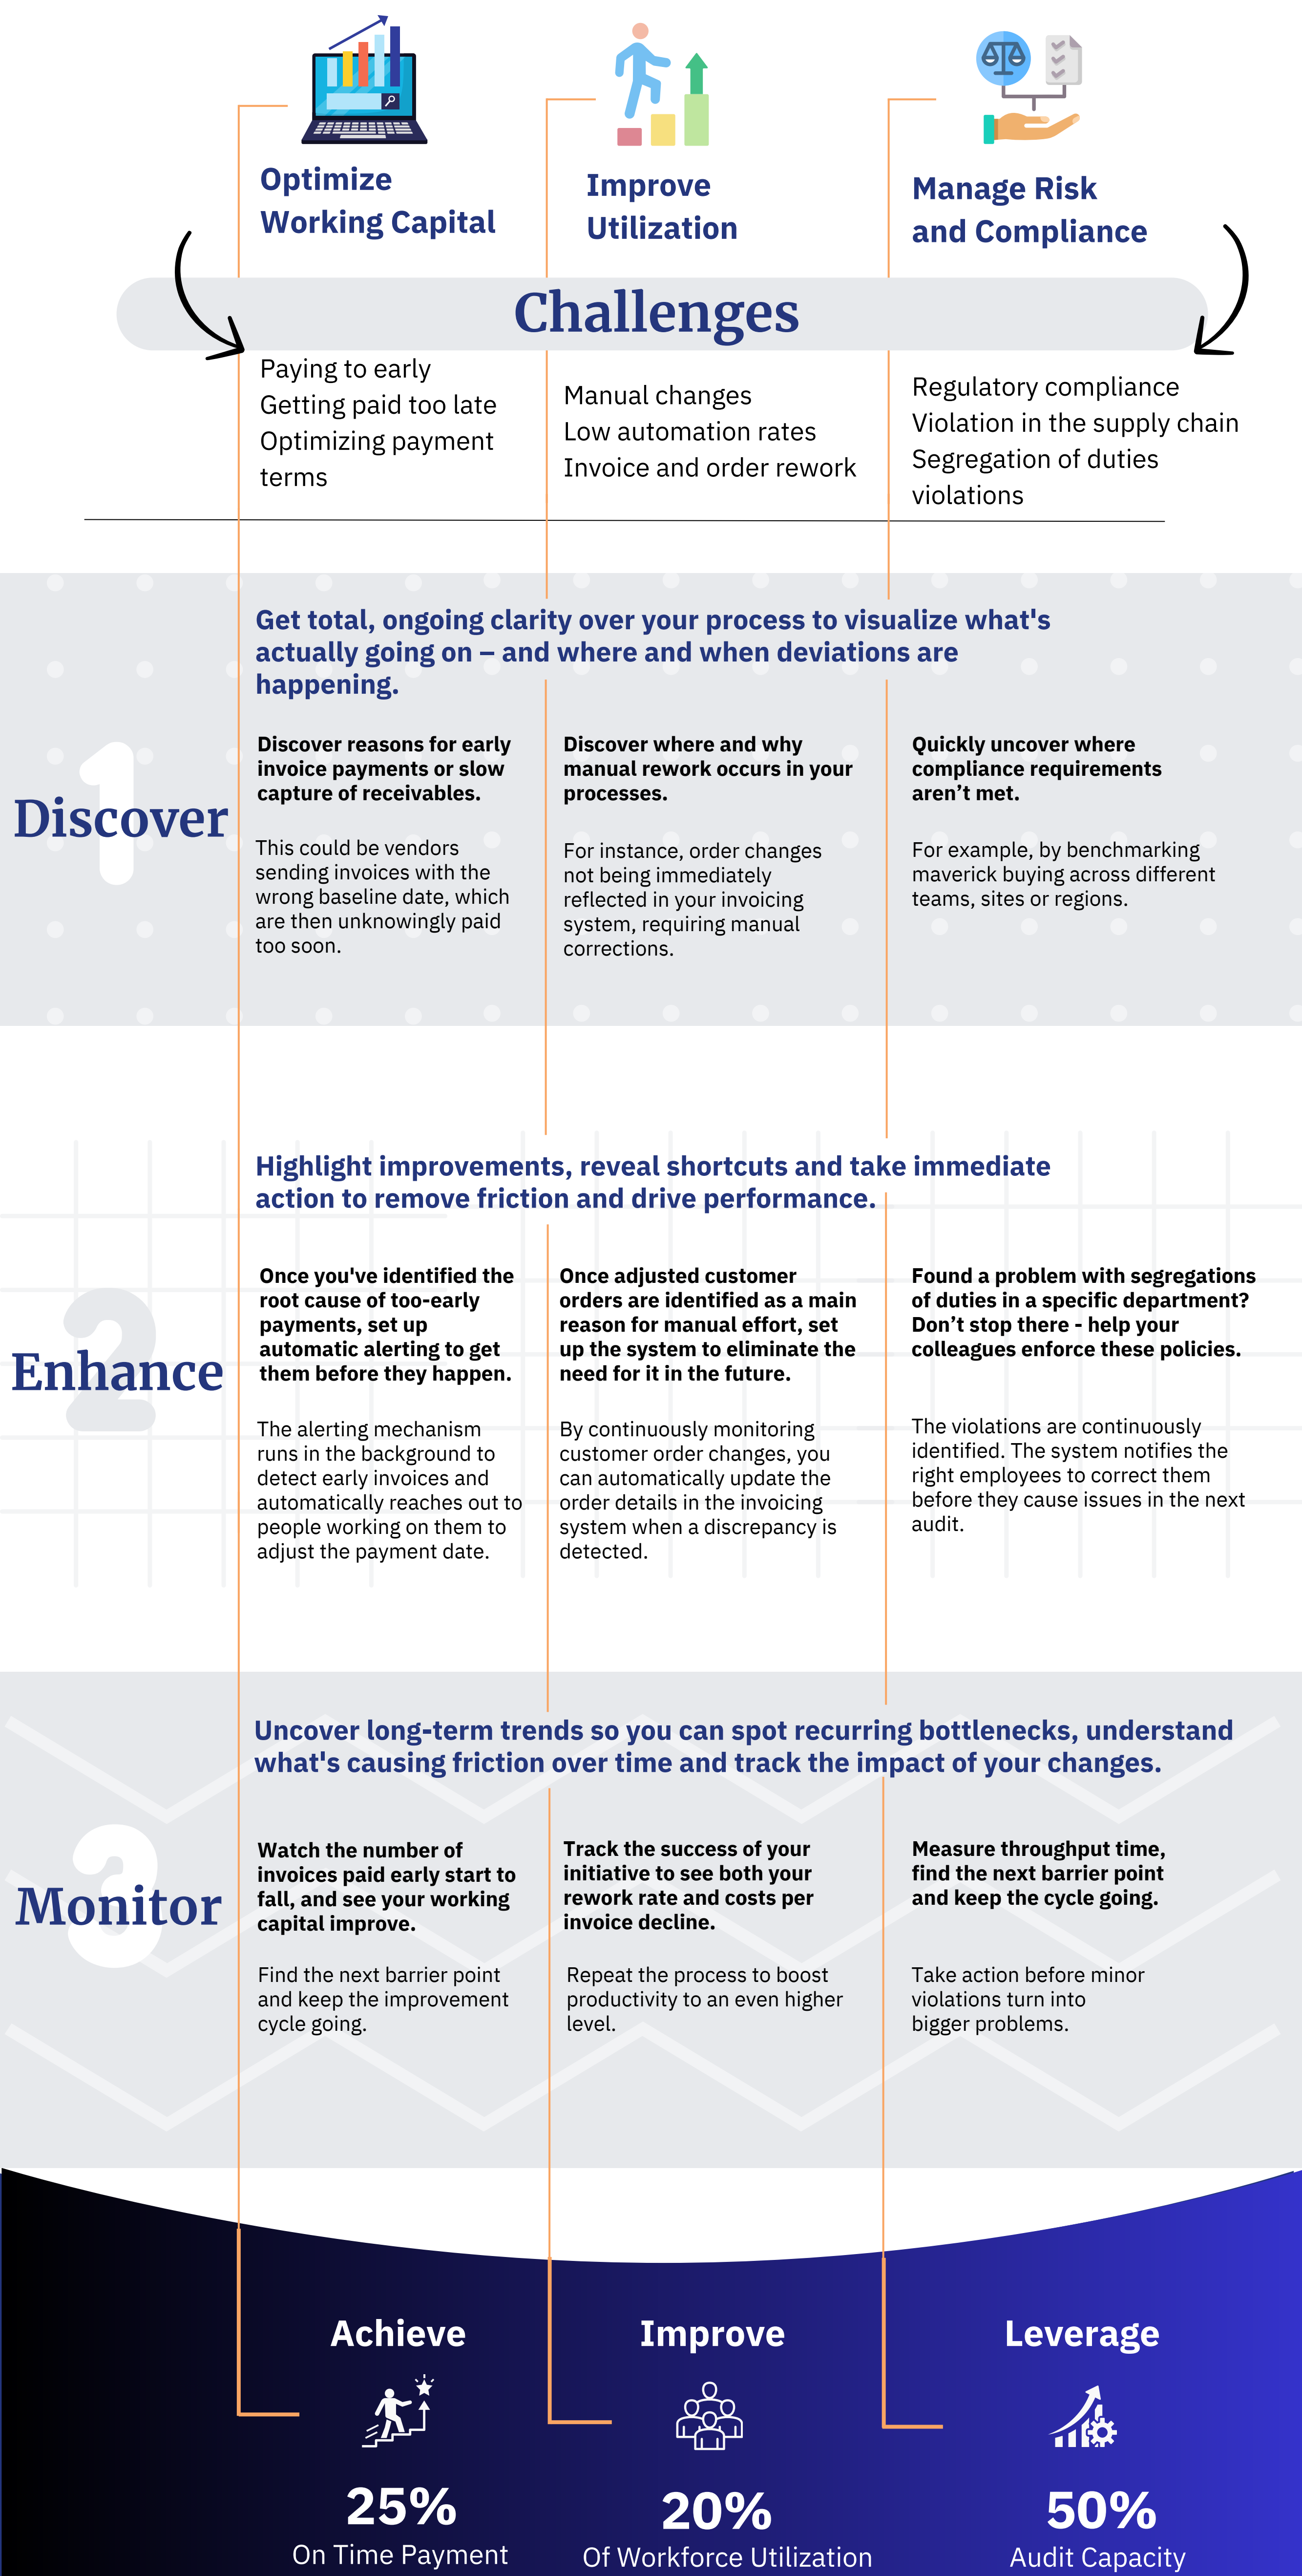 Optimize
Working Capital
Improve
Utilization
Manage Risk
and Compliance
Challenges
Paying to early
Getting paid too late
Optimizing payment
terms
Manual changes
Low automation rates
Invoice and order rework
Regulatory compliance
Violation in the supply chain
Segregation of duties
violations
1
Discover
Get total, ongoing clarity over your process to visualize what's
actually going on – and where and when deviations are
happening.
Discover reasons for early
invoice payments or slow
capture of receivables.
This could be vendors
sending invoices with the
wrong baseline date, which
are then unknowingly paid
too soon.
Discover where and why
manual rework occurs in your
processes.
For instance, order changes
not being immediately
reflected in your invoicing
system, requiring manual
corrections.
Quickly uncover where
compliance requirements
aren’t met.
For example, by benchmarking
maverick buying across different
teams, sites or regions.
2
Enhance
Highlight improvements, reveal shortcuts and take immediate
action to remove friction and drive performance.
Once you've identified the
root cause of too-early
payments, set up
automatic alerting to get
them before they happen.
The alerting mechanism
runs in the background to
detect early invoices and
automatically reaches out to
people working on them to
adjust the payment date.
Once adjusted customer
orders are identified as a main
reason for manual effort, set
up the system to eliminate the
need for it in the future.
By continuously monitoring
customer order changes, you
can automatically update the
order details in the invoicing
system when a discrepancy is
detected.
Found a problem with segregations
of duties in a specific department?
Don’t stop there - help your
colleagues enforce these policies.
The violations are continuously
identified. The system notifies the
right employees to correct them
before they cause issues in the next
audit.
3
Monitor
Uncover long-term trends so you can spot recurring bottlenecks, understand
what's causing friction over time and track the impact of your changes.
Watch the number of
invoices paid early start to
fall, and see your working
capital improve.
Find the next barrier point
and keep the improvement
cycle going.
Track the success of your
initiative to see both your
rework rate and costs per
invoice decline.
Repeat the process to boost
productivity to an even higher
level.
Measure throughput time,
find the next barrier point
and keep the cycle going.
Take action before minor
violations turn into
bigger problems.
Achieve
25%
On Time Payment
Improve
20%
Of Workforce Utilization
Leverage
50%
Audit Capacity